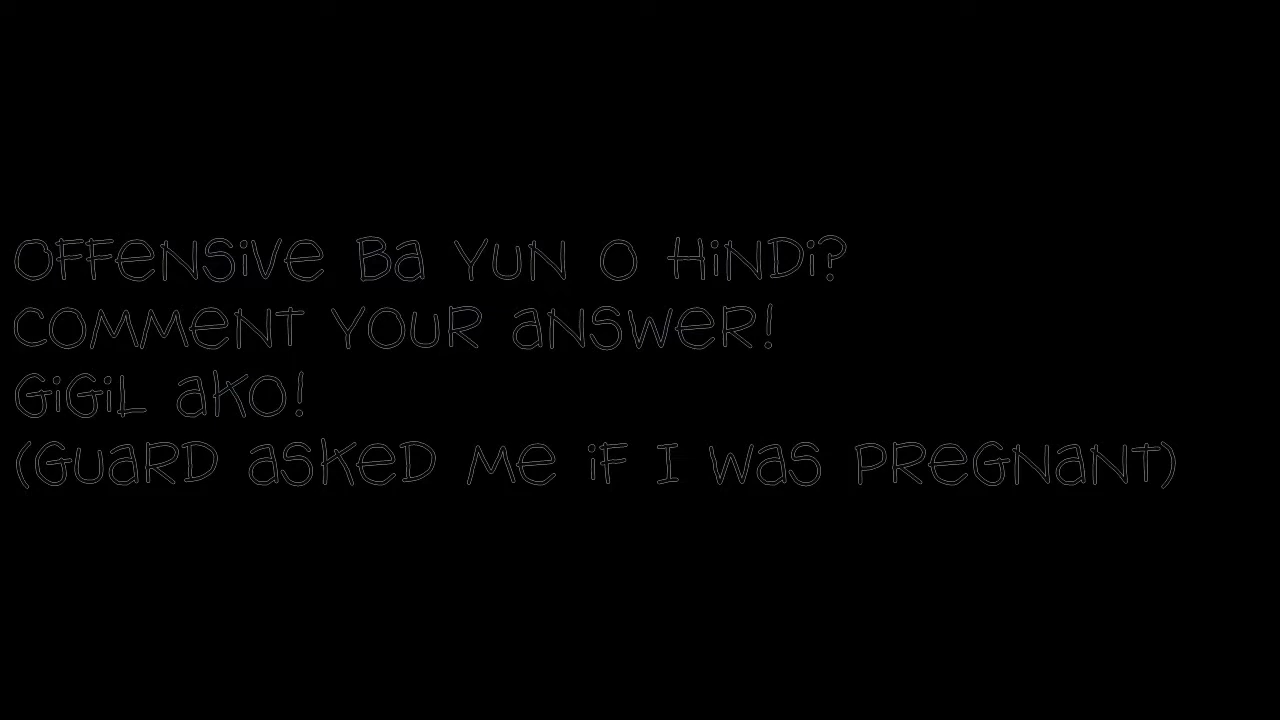 OFFENSiVE Ba YUN O HiNDi?
COMMENT YOUR aNSWER!
GiGiL aKO!
(GUaRD aSKED ME iF I WaS PREGNaNT)